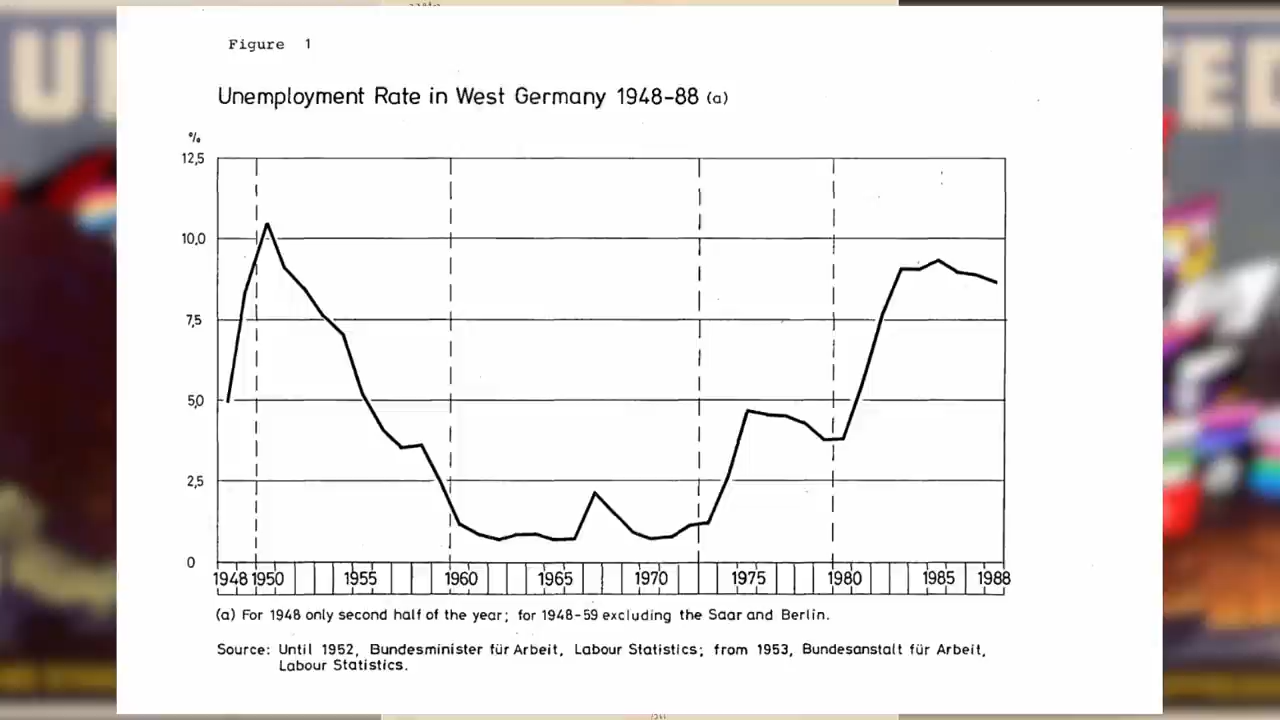 Figure 1
Unemployment Rate in West Germany 1948-88 (a)
%
12,5
10,0
7,5
5,0
2,5
0
1948 1950 1955 1960 1965 1970 1975 1980 1985 1988
(a) For 1948 only second half of the year; for 1948-59 excluding the Saar and Berlin.
Source: Until 1952, Bundesminister für Arbeit, Labour Statistics; from 1953, Bundesanstalt für Arbeit,
Labour Statistics.